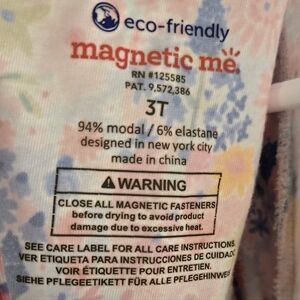 eco-friendly
magnetic me.
RN #125585
PAT. 9,572,386
3T
94% modal / 6% elastane
designed in new york city
made in china
WARNING
CLOSE ALL MAGNETIC FASTENERS
before drying to avoid product
damage due to excessive heat.
SEE CARE LABEL FOR ALL CARE INSTRUCTIONS.
VER ETIQUETA PARA INSTRUCCIONES DE CUIDADO
VOIR ÉTIQUETTE POUR ENTRETIEN.
SIEHE PFLEGEETIKETT FÜR ALLE PFLEGEHINWEI